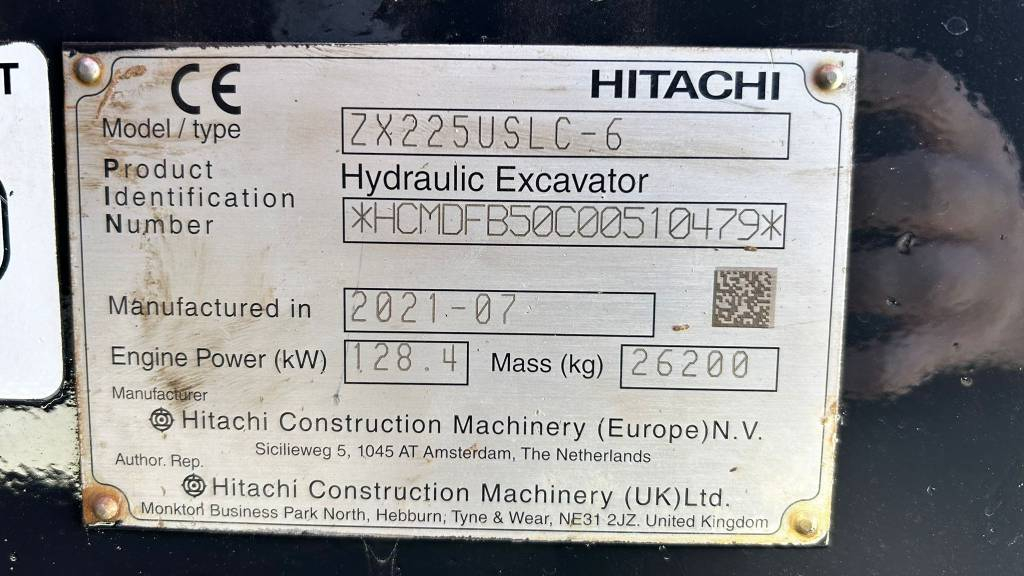 T
CE
HITACHI
Model / type ZX225USLC-6
Product Identification Number
Hydraulic Excavator
*HCMDFB50C00510479*
Manufactured in 2021-07
Engine Power (kW) 128.4 Mass (kg) 26200
Manufacturer
Hitachi Construction Machinery (Europe)N.V.
Sicilieweg 5, 1045 AT Amsterdam, The Netherlands
Author. Rep.
Hitachi Construction Machinery (UK)Ltd.
Monkton Business Park North, Hebburn, Tyne & Wear, NE31 2JZ. United Kingdom